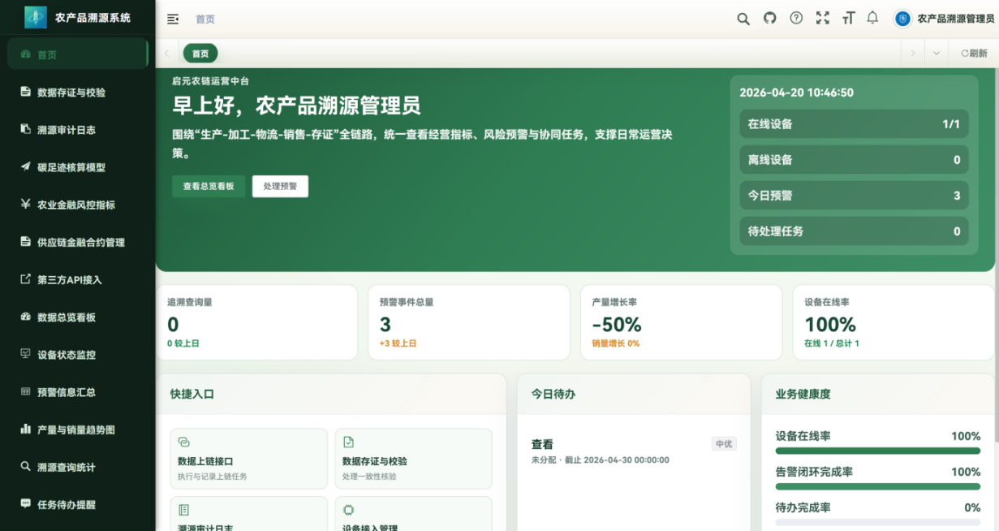 农产品溯源系统
首页
数据存证与校验
溯源审计日志
碳足迹核算模型
农业金融风控指标
供应链金融合约管理
第三方API接入
数据总览看板
设备状态监控
预警信息汇总
产量与销量趋势图
溯源查询统计
任务待办提醒
首页
农产品溯源管理员
首页
刷新
启元农链运营中台
早上好，农产品溯源管理员
围绕“生产-加工-物流-销售-存证”全链路，统一查看经营指标、风险预警与协同任务，支撑日常运营决
策。
查看总览看板
处理预警
2026-04-20 10:46:50
在线设备 1/1
离线设备 0
今日预警 3
待处理任务 0
追溯查询量
0
0 较上日
预警事件总量
3
+3 较上日
产量增长率
-50%
销量增长 0%
设备在线率
100%
在线 1 / 总计 1
快捷入口
数据上链接口
执行与记录上链任务
数据存证与校验
处理一致性核验
溯源审计日志
设备接入管理
今日待办
查看 中优
未分配 · 截止 2026-04-30 00:00:00
业务健康度
设备在线率 100%
告警闭环完成率 100%
待办完成率 0%